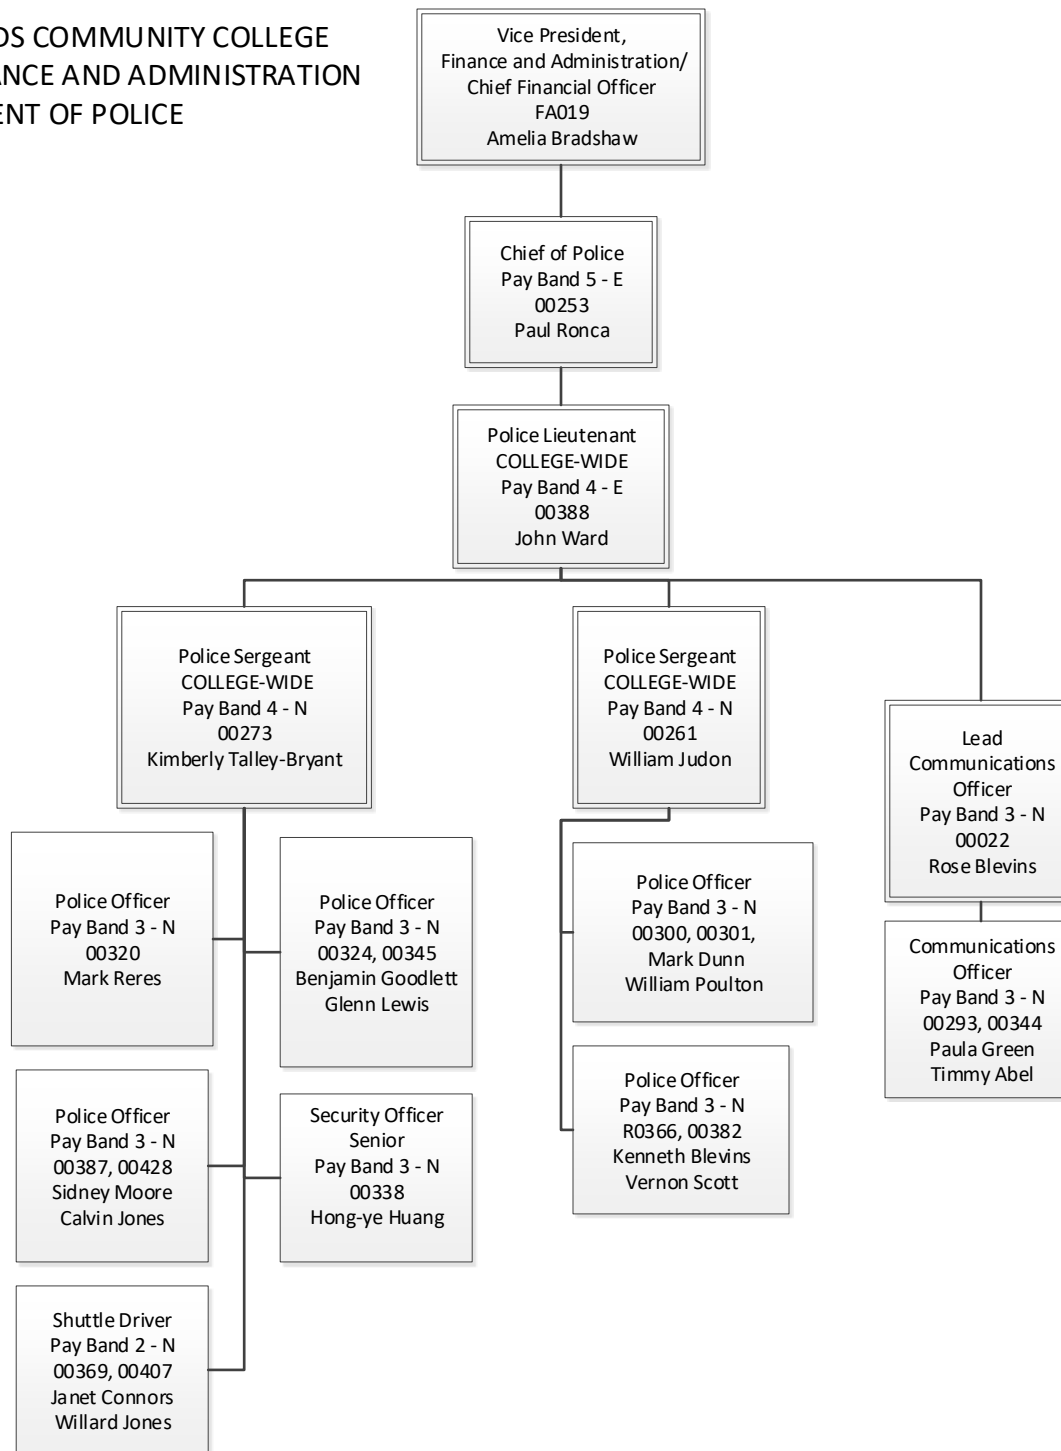 DS COMMUNITY COLLEGE
ANCE AND ADMINISTRATION
ENT OF POLICE
Vice President,
Finance and Administration/
Chief Financial Officer
FA019
Amelia Bradshaw
Chief of Police
Pay Band 5 - E
00253
Paul Ronca
Police Lieutenant
COLLEGE-WIDE
Pay Band 4 - E
00388
John Ward
Police Sergeant
COLLEGE-WIDE
Pay Band 4 - N
00273
Kimberly Talley-Bryant
Police Sergeant
COLLEGE-WIDE
Pay Band 4 - N
00261
William Judon
Lead
Communications
Officer
Pay Band 3 - N
00022
Rose Blevins
Police Officer
Pay Band 3 - N
00320
Mark Reres
Police Officer
Pay Band 3 - N
00324, 00345
Benjamin Goodlett
Glenn Lewis
Police Officer
Pay Band 3 - N
00300, 00301,
Mark Dunn
William Poulton
Communications
Officer
Pay Band 3 - N
00293, 00344
Paula Green
Timmy Abel
Police Officer
Pay Band 3 - N
00387, 00428
Sidney Moore
Calvin Jones
Security Officer
Senior
Pay Band 3 - N
00338
Hong-ye Huang
Police Officer
Pay Band 3 - N
R0366, 00382
Kenneth Blevins
Vernon Scott
Shuttle Driver
Pay Band 2 - N
00369, 00407
Janet Connors
Willard Jones